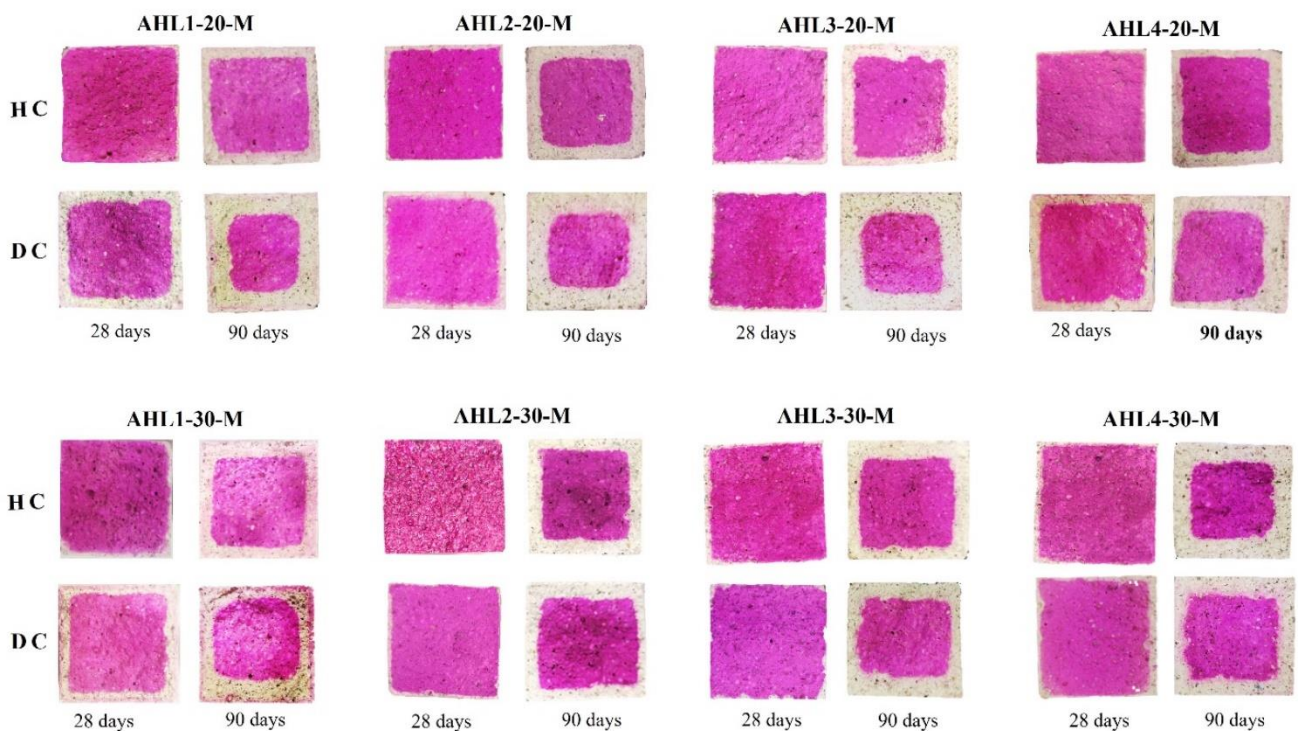 AHL1-20-M AHL2-20-M AHL3-20-M AHL4-20-M
H C
D C
28 days 90 days 28 days 90 days 28 days 90 days 28 days 90 days
AHL1-30-M AHL2-30-M AHL3-30-M AHL4-30-M
H C
D C
28 days 90 days 28 days 90 days 28 days 90 days 28 days 90 days